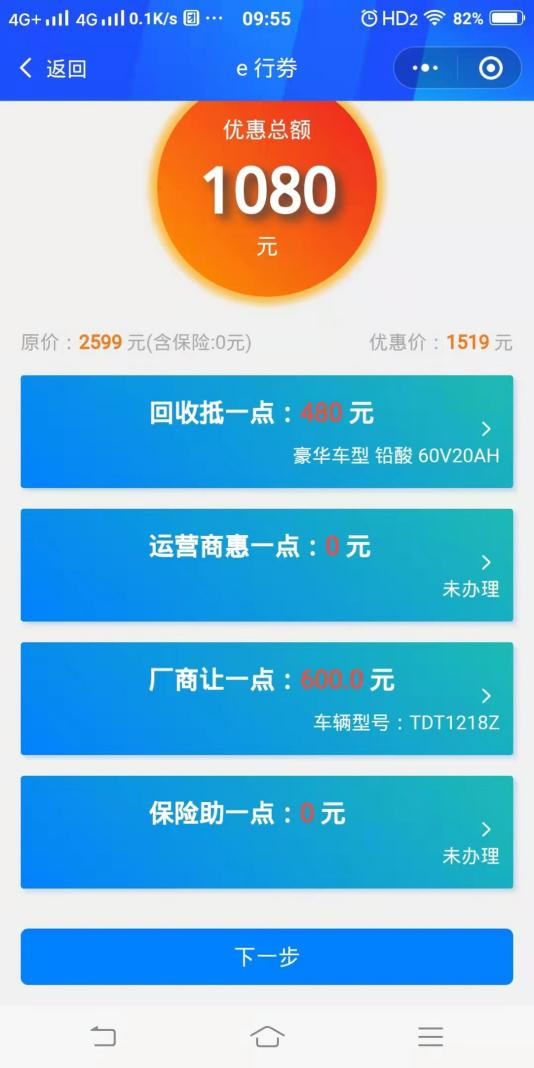 4G+ 4G 0.1K/s ··· 09:55 HD2 82%
返回 e 行券
优惠总额
1080
元
原价：2599 元(含保险:0元) 优惠价：1519 元
回收抵一点：480 元
豪华车型 铅酸 60V20AH
运营商惠一点：0 元
未办理
厂商让一点：600.0 元
车辆型号：TDT1218Z
保险助一点：0 元
未办理
下一步